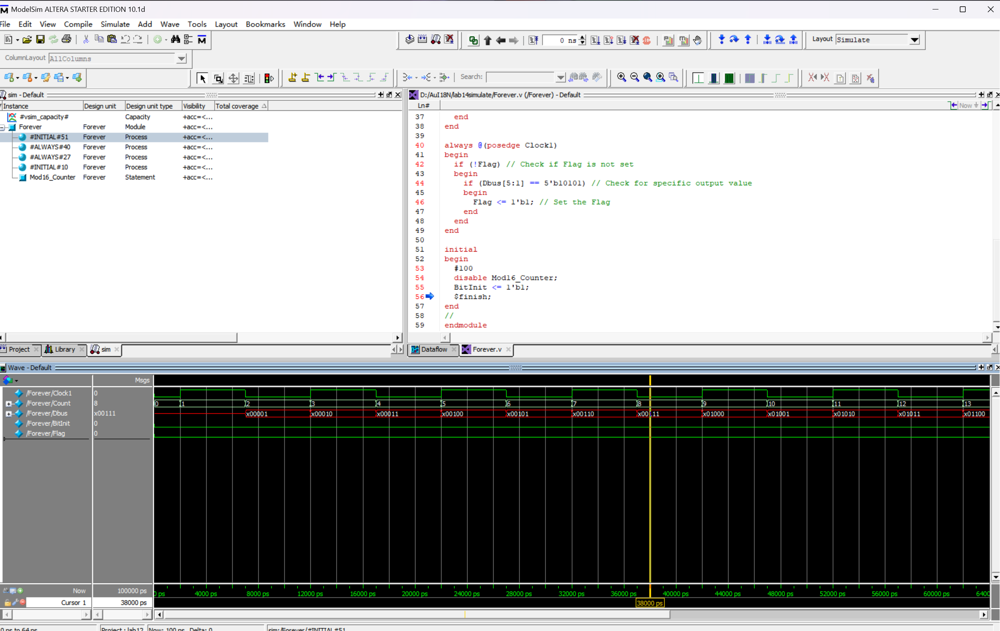 ModelSim ALTERA STARTER EDITION 10.1d
File Edit View Compile Simulate Add Wave Tools Layout Bookmarks Window Help
0 ns
Layout Simulate
ColumnLayout AllColumns
Search:
sim - Default
Instance Design unit Design unit type Visibility Total coverage
#vsim_capacity# Capacity +acc=<...
Forever Forever Module +acc=<...
#INITIAL#51 Forever Process +acc=<...
#ALWAYS#40 Forever Process +acc=<...
#ALWAYS#27 Forever Process +acc=<...
#INITIAL#10 Forever Process +acc=<...
Mod16_Counter Forever Statement +acc=<...
Project Library sim
D:/AuI18N/lab14simulate/Forever.v (/Forever) - Default
Ln#
Now
37 end
38 end
39
40 always @(posedge Clock1)
41 begin
42 if (!Flag) // Check if Flag is not set
43 begin
44 if (Dbus[5:1] == 5'b10101) // Check for specific output value
45 begin
46 Flag <= 1'b1; // Set the Flag
47 end
48 end
49 end
50
51 initial
52 begin
53 #100
54 disable Mod16_Counter;
55 BitInit <= 1'b1;
56 $finish;
57 end
58 //
59 endmodule
Dataflow Forever.v
Wave - Default
Msgs
/Forever/Clock1 0
/Forever/Count 8 0 1 2 3 4 5 6 7 8 9 10 11 12 13
/Forever/Dbus x00111 x00001 x00010 x00011 x00100 x00101 x00110 x00111 x01000 x01001 x01010 x01011 x01100
/Forever/BitInit 0
/Forever/Flag 0
Now 100000 ps 0 ps 4000 ps 8000 ps 12000 ps 16000 ps 20000 ps 24000 ps 28000 ps 32000 ps 36000 ps 40000 ps 44000 ps 48000 ps 52000 ps 56000 ps 60000 ps 6400
Cursor 1 38000 ps 38000 ps
0 ns to 64 ns Project : lab12 Now: 100 ns Delta: 0 sim:/Forever/#INITIAL#51